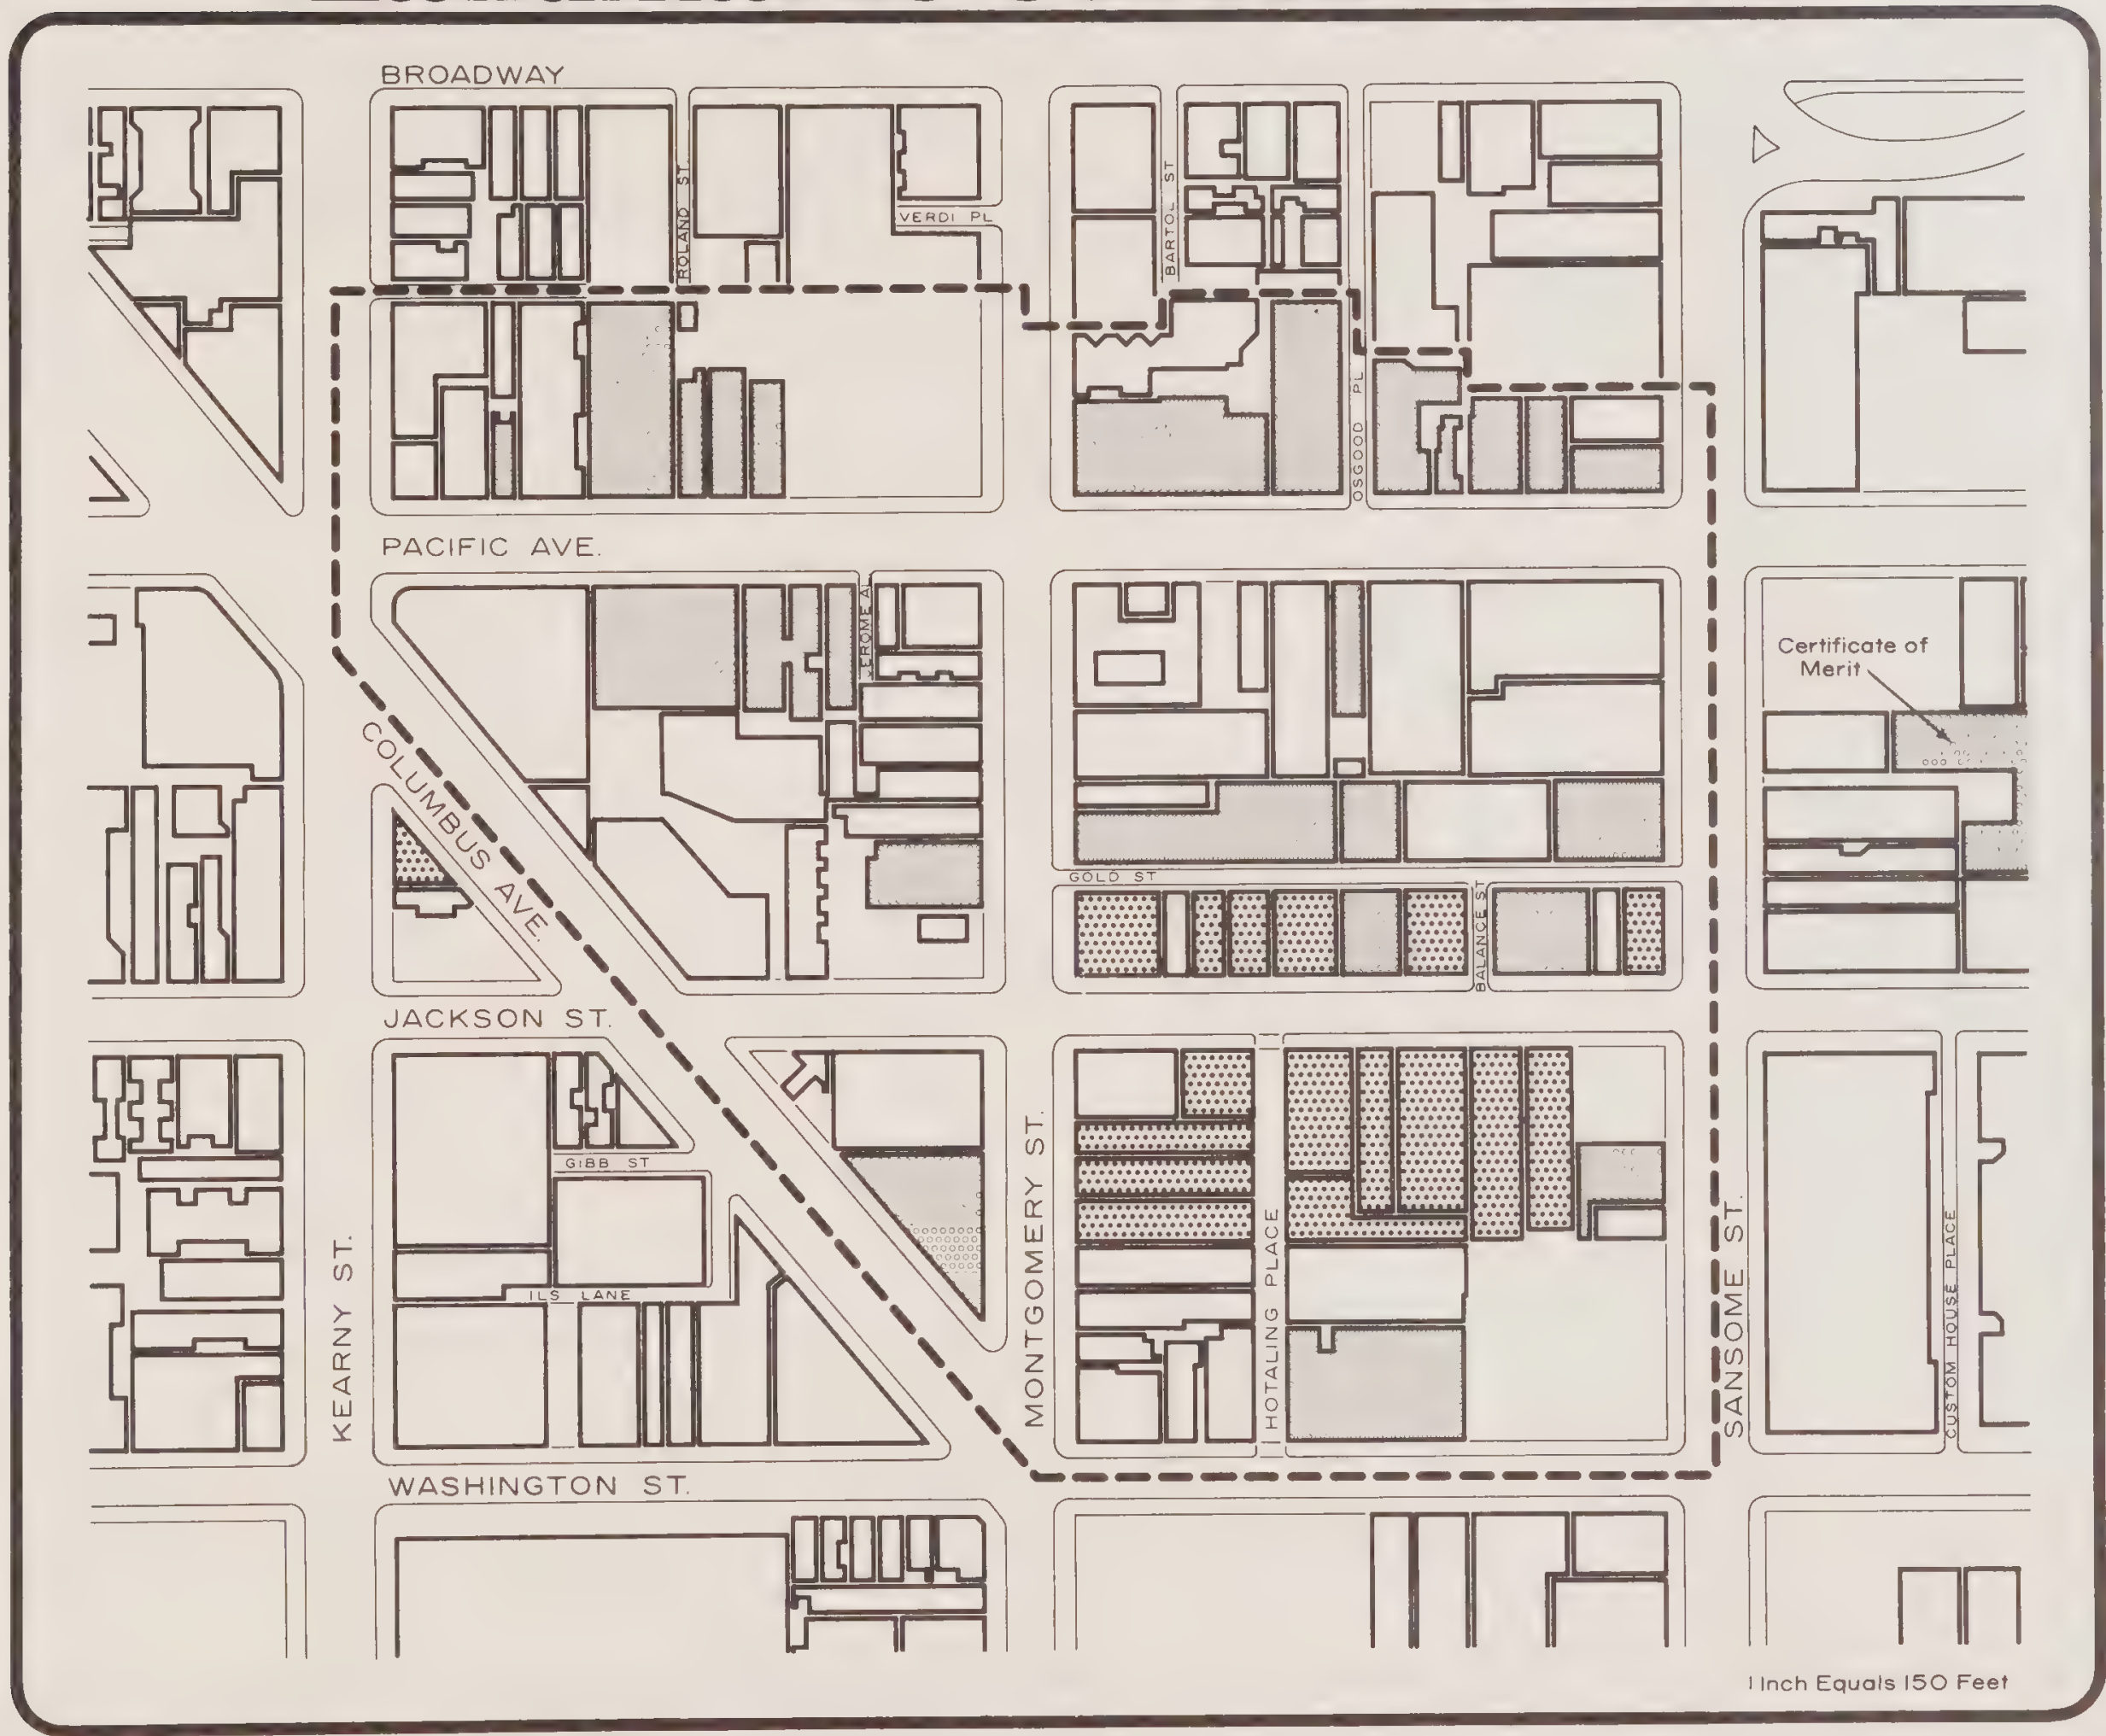 BROADWAY
ROLAND ST.
VERDI PL
BARTOL ST
OSGOOD PL
PACIFIC AVE.
JEROME A
Certificate of
Merit
COLUMBUS AVE.
GOLD ST
BALANCE ST
JACKSON ST.
GIBB ST
ILS LANE
KEARNY ST.
MONTGOMERY ST.
HOTALING PLACE
SANSOME ST.
CUSTOM HOUSE PLACE
WASHINGTON ST.
1 Inch Equals 150 Feet